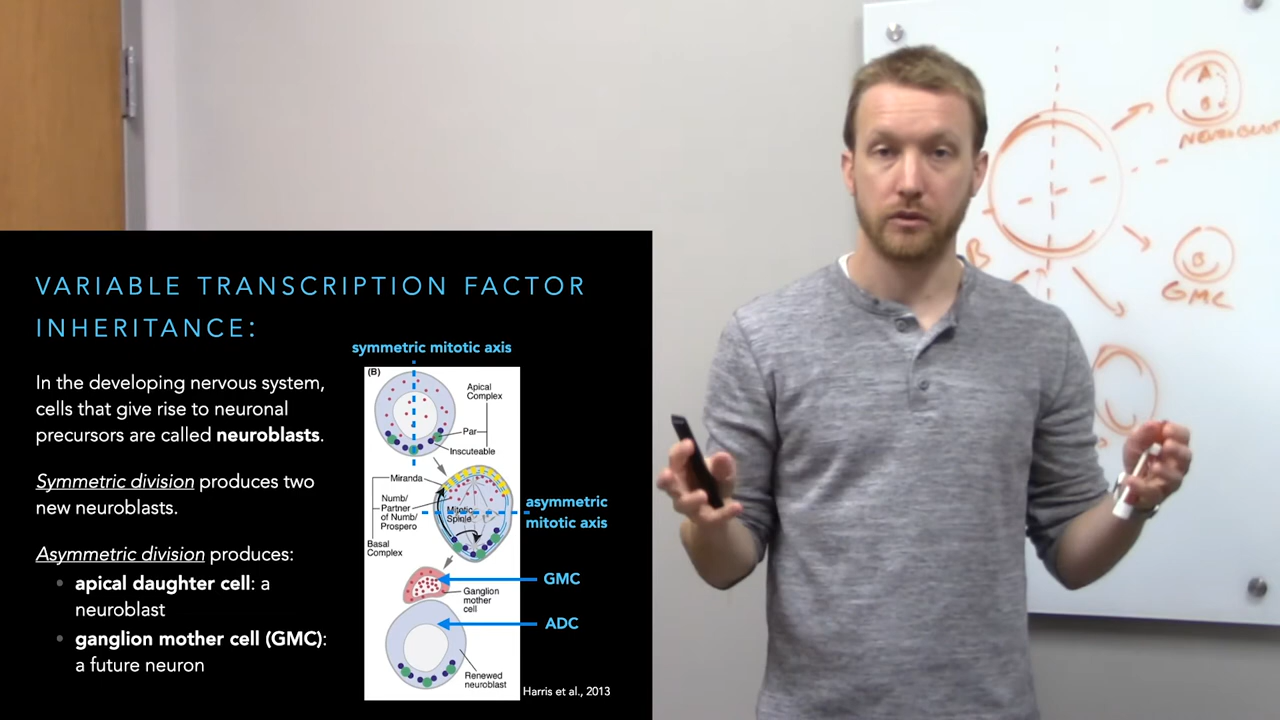 VARIABLE TRANSCRIPTION FACTOR
INHERITANCE:
In the developing nervous system,
cells that give rise to neuronal
precursors are called neuroblasts.
Symmetric division produces two
new neuroblasts.
Asymmetric division produces:
• apical daughter cell: a
neuroblast
• ganglion mother cell (GMC):
a future neuron
symmetric mitotic axis
(B)
Apical
Complex
Par
Inscuteable
Miranda
Numb/
Partner
of Numb/
Prospero
Mitotic
Spinle
Basal
Complex
asymmetric
mitotic axis
GMC
Ganglion
mother
cell
ADC
Renewed
neuroblast
Harris et al., 2013
A
B
NEUROBLAST
B
B
GMC